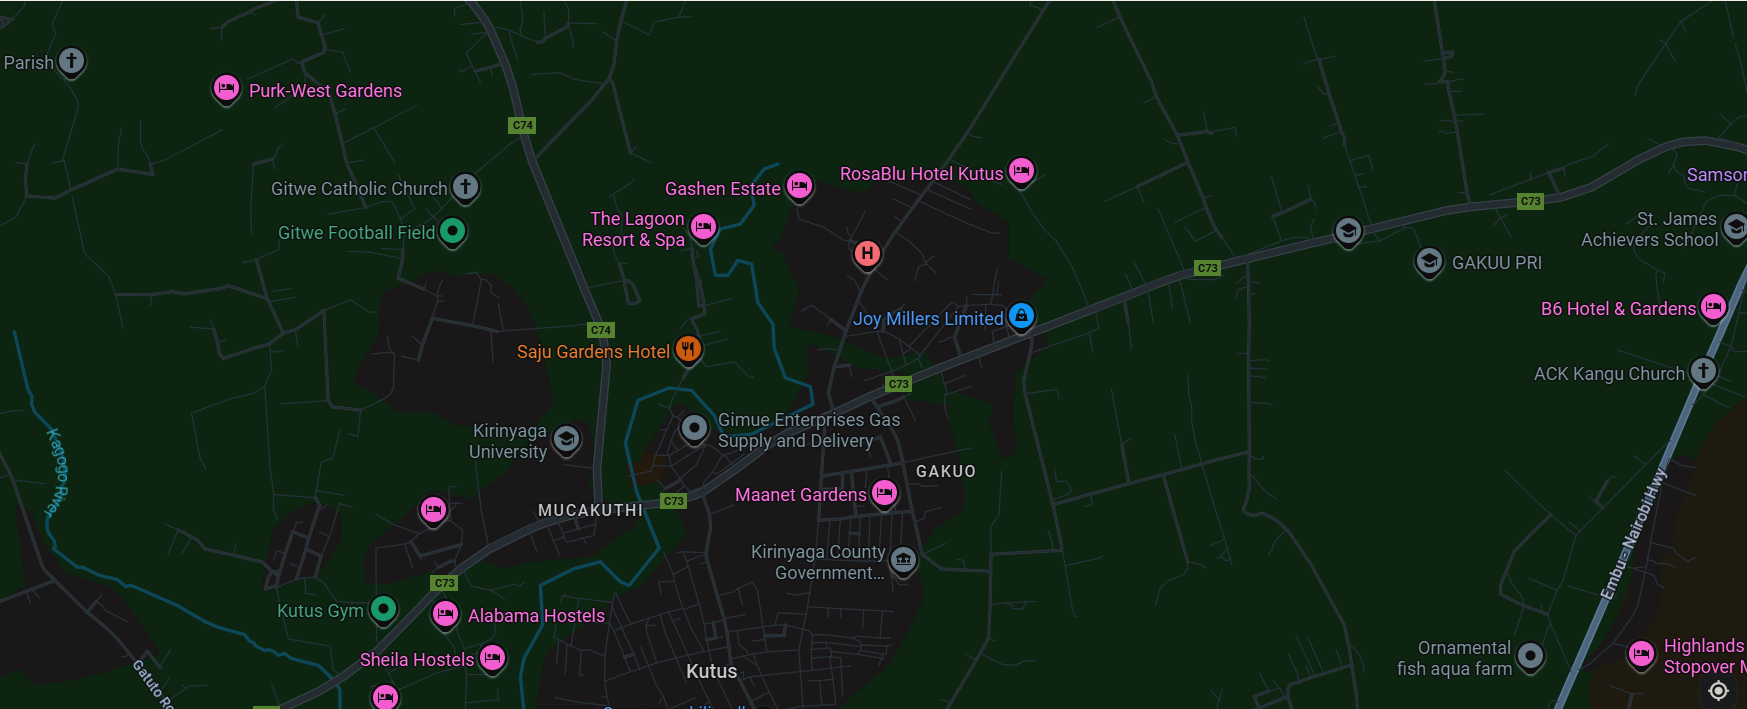 Parish
Purk-West Gardens
C74
Gitwe Catholic Church
Gitwe Football Field
Gashen Estate
RosaBlu Hotel Kutus
The Lagoon
Resort & Spa
H
C73
Samson
St. James
Achievers School
GAKUU PRI
C73
B6 Hotel & Gardens
Joy Millers Limited
C74
Saju Gardens Hotel
ACK Kangu Church
C73
Gimue Enterprises Gas
Supply and Delivery
Kirinyaga
University
Kagogo River
GAKUO
Maanet Gardens
C73
MUCAKUTHI
Embu - Nairobi Hwy
Kirinyaga County
Government...
C73
Kutus Gym
Alabama Hostels
Sheila Hostels
Kutus
Gatuto Ro
Ornamental
fish aqua farm
Highlands
Stopover M